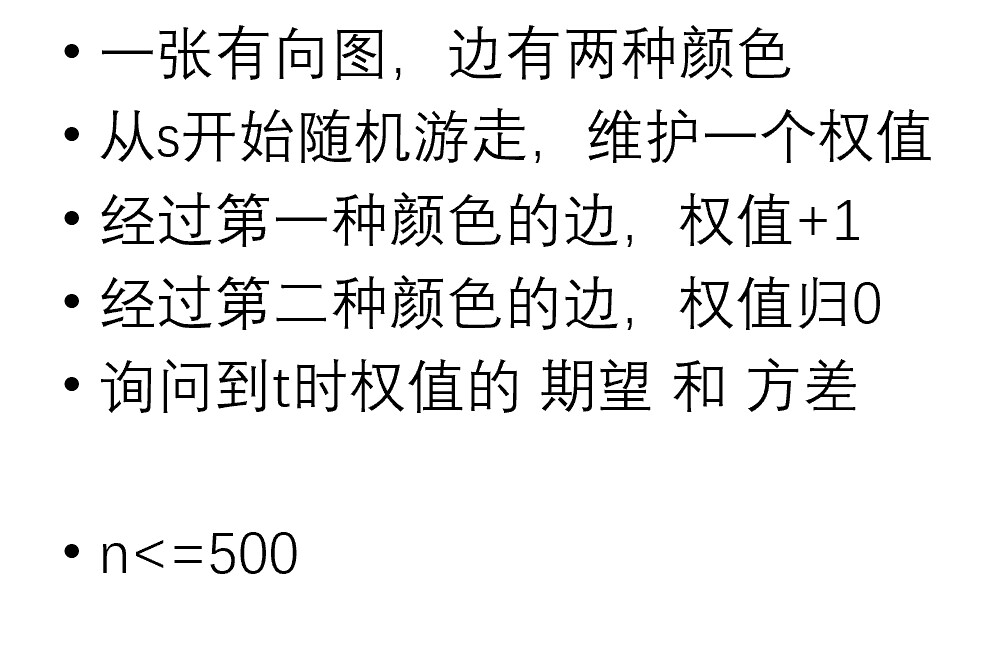 • 一张有向图，边有两种颜色
• 从s开始随机游走，维护一个权值
• 经过第一种颜色的边，权值+1
• 经过第二种颜色的边，权值归0
• 询问到t时权值的 期望 和 方差
• n<=500